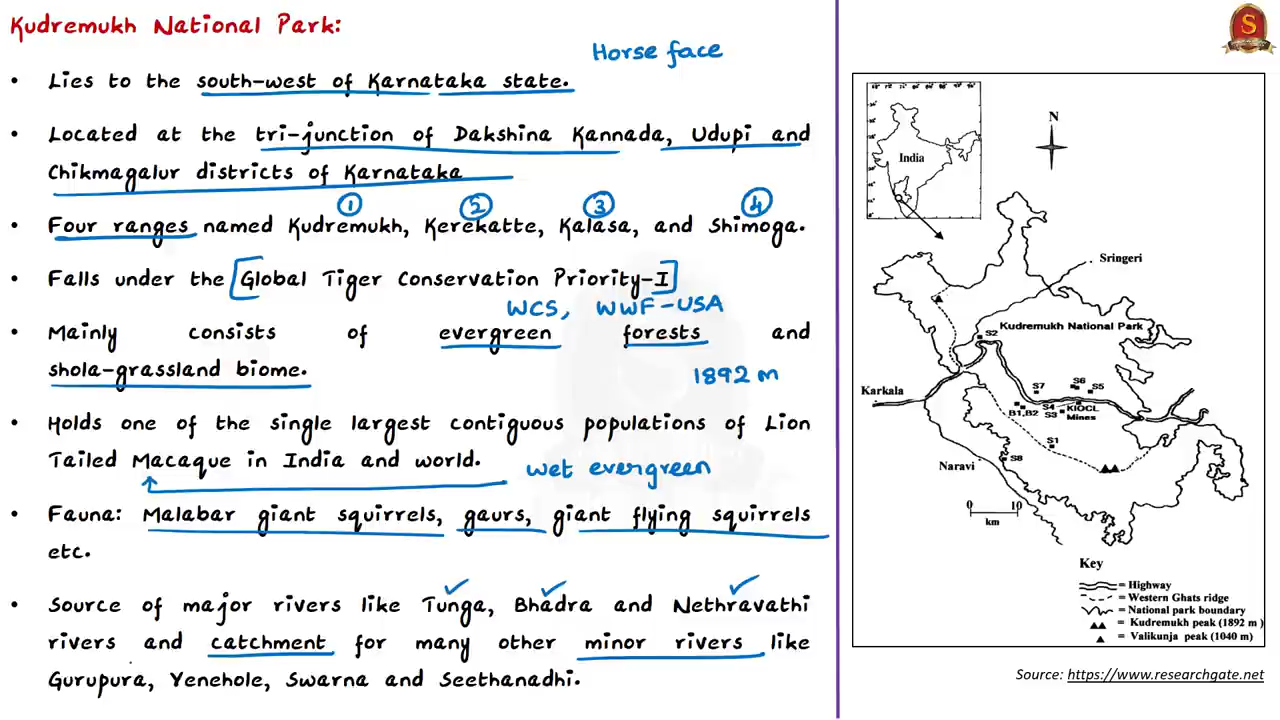 Kudremukh National Park:
Horse face
• Lies to the south-west of Karnataka state.
• Located at the tri-junction of Dakshina Kannada, Udupi and
Chikmagalur districts of Karnataka
1 2 3 4
• Four ranges named Kudremukh, Kerekatte, Kalasa, and Shimoga.
• Falls under the [Global Tiger Conservation Priority-I]
WCS, WWF-USA
• Mainly consists of evergreen forests and
shola-grassland biome.
1892 m
• Holds one of the single largest contiguous populations of Lion
Tailed Macaque in India and world.
wet evergreen
• Fauna: Malabar giant squirrels, gaurs, giant flying squirrels
etc.
• Source of major rivers like Tunga, Bhadra and Nethravathi
rivers and catchment for many other minor rivers like
Gurupura, Yenehole, Swarna and Seethanadhi.
S
India
N
Sringeri
Kudremukh National Park
S2
Karkala
S7
S6
S5
B1,B2
S4
S3
KIOCL
Mines
S1
Naravi
S8
0 10
km
Key
= Highway
= Western Ghats ridge
= National park boundary
= Kudremukh peak (1892 m)
= Valikunja peak (1040 m)
Source: https://www.researchgate.net